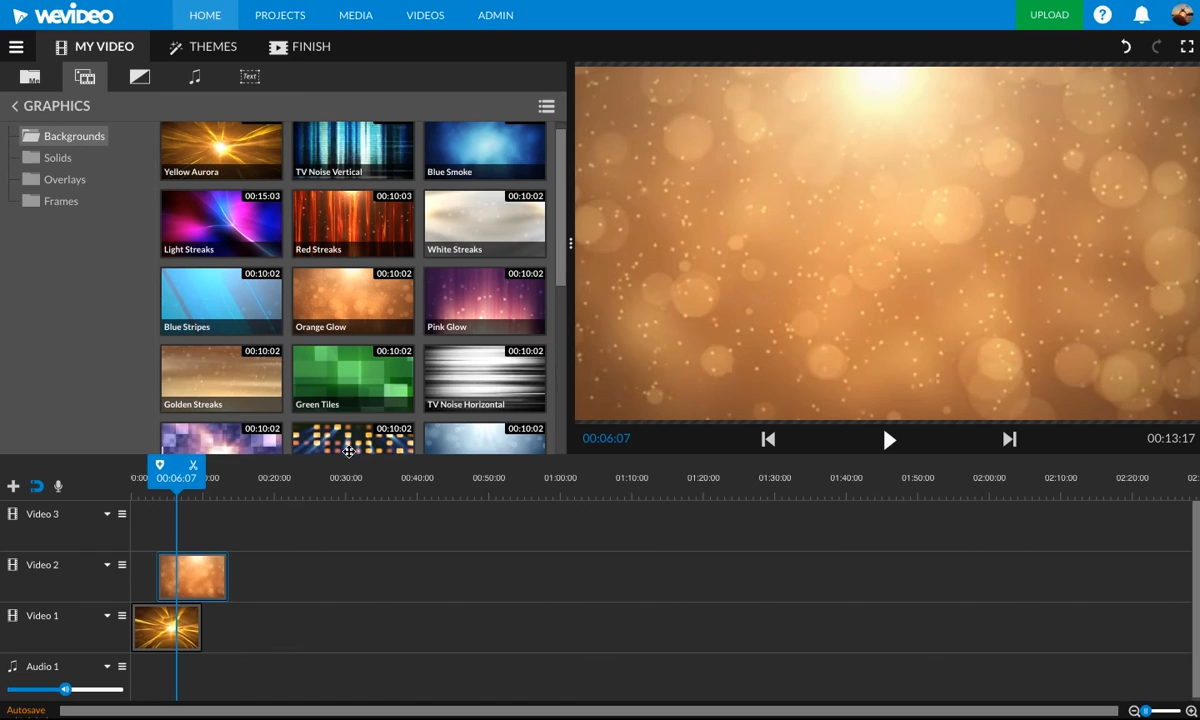 WeVideo
HOME PROJECTS MEDIA VIDEOS ADMIN UPLOAD ?
MY VIDEO THEMES FINISH
Me Text
GRAPHICS
Backgrounds
Solids
Overlays
Frames
Yellow Aurora TV Noise Vertical Blue Smoke
00:15:03 00:10:03 00:10:02
Light Streaks Red Streaks White Streaks
00:10:02 00:10:02 00:10:02
Blue Stripes Orange Glow Pink Glow
00:10:02 00:10:02 00:10:02
Golden Streaks Green Tiles TV Noise Horizontal
00:10:02 00:10:02 00:10:02
00:06:07 00:13:17
00:06:07 00:20:00 00:30:00 00:40:00 00:50:00 01:00:00 01:10:00 01:20:00 01:30:00 01:40:00 01:50:00 02:00:00 02:10:00 02:20:00
Video 3
Video 2
Video 1
Audio 1
Autosave